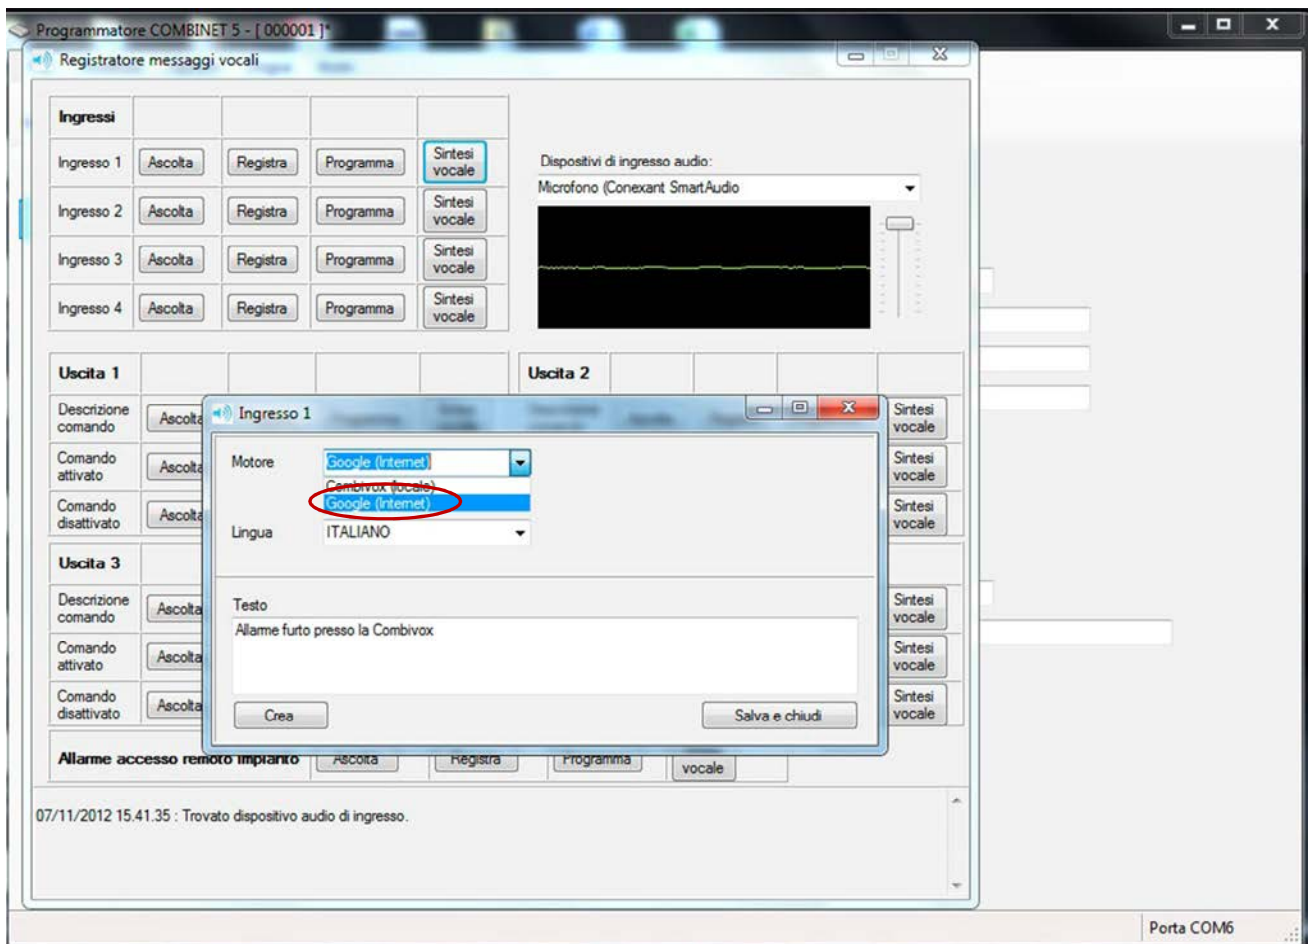 Programmatore COMBINET 5 - [ 000001 ]*
Registratore messaggi vocali
Ingressi
Ingresso 1 Ascolta Registra Programma Sintesi vocale
Ingresso 2 Ascolta Registra Programma Sintesi vocale
Ingresso 3 Ascolta Registra Programma Sintesi vocale
Ingresso 4 Ascolta Registra Programma Sintesi vocale
Dispositivi di ingresso audio:
Microfono (Conexant SmartAudio
Uscita 1
Uscita 2
Descrizione comando Ascolta Sintesi vocale
Comando attivato Ascolta Sintesi vocale
Comando disattivato Ascolta Sintesi vocale
Uscita 3
Descrizione comando Ascolta Sintesi vocale
Comando attivato Ascolta Sintesi vocale
Comando disattivato Ascolta Sintesi vocale
Ingresso 1
Motore Google (Internet)
Combivox (locale)
Google (Internet)
Lingua ITALIANO
Testo
Allarme furto presso la Combivox
Crea Salva e chiudi
Allarme accesso remoto impianto Ascolta Registra Programma vocale
07/11/2012 15.41.35 : Trovato dispositivo audio di ingresso.
Porta COM6